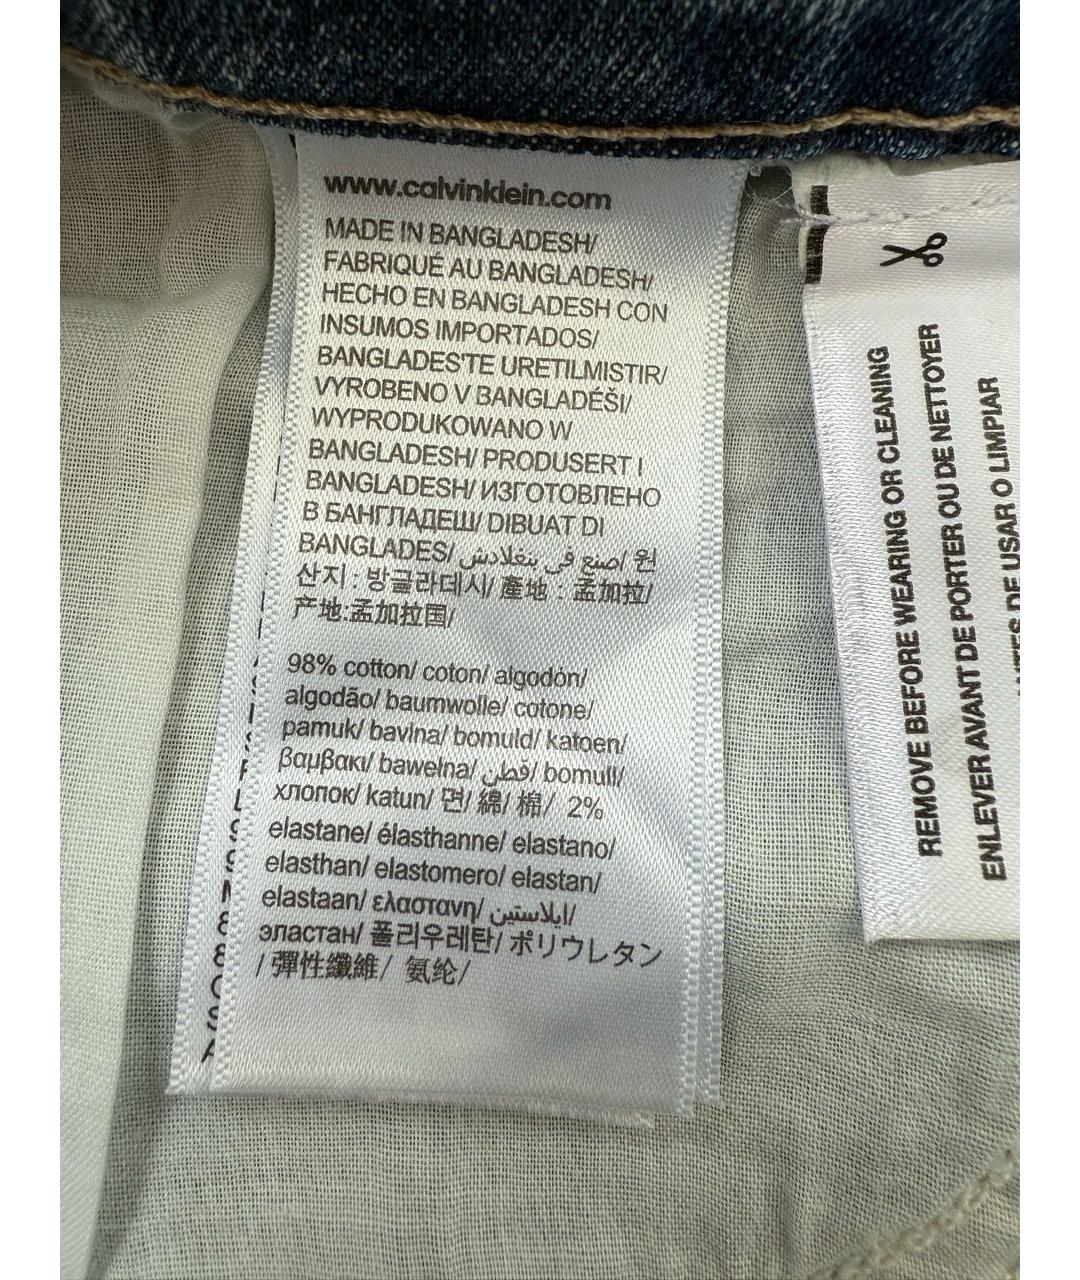 www.calvinklein.com
MADE IN BANGLADESH/
FABRIQUÉ AU BANGLADESH/
HECHO EN BANGLADESH CON
INSUMOS IMPORTADOS/
BANGLADES'TE URETILMISTIR/
VYROBENO V BANGLADÉŠI/
WYPRODUKOWANO W
BANGLADESH/ PRODUSERT I
BANGLADESH/ ИЗГОТОВЛЕНО
В БАНГЛАДЕШ/ DIBUAT DI
BANGLADES/ صنع في بنغلادش/ 원
산지 : 방글라데시/ 產地 : 孟加拉/
产地:孟加拉国/
98% cotton/ coton/ algodón/
algodão/ baumwolle/ cotone/
pamuk/ bavlna/ bomuld/ katoen/
βαμβακι/ bawełna/ قطن/ bomull/
хлопок/ katun/ 면/ 綿/ 棉/ 2%
elastane/ élasthanne/ elastano/
elasthan/ elastomero/ elastan/
elastaan/ ελαστανη/ ايلاستين/
эластан/ 폴리우레탄/ ポリウレタン
/ 彈性纖維/ 氨纶/
REMOVE BEFORE WEARING OR CLEANING
ENLEVER AVANT DE PORTER OU DE NETTOYER
DE USAR O LIMPIAR